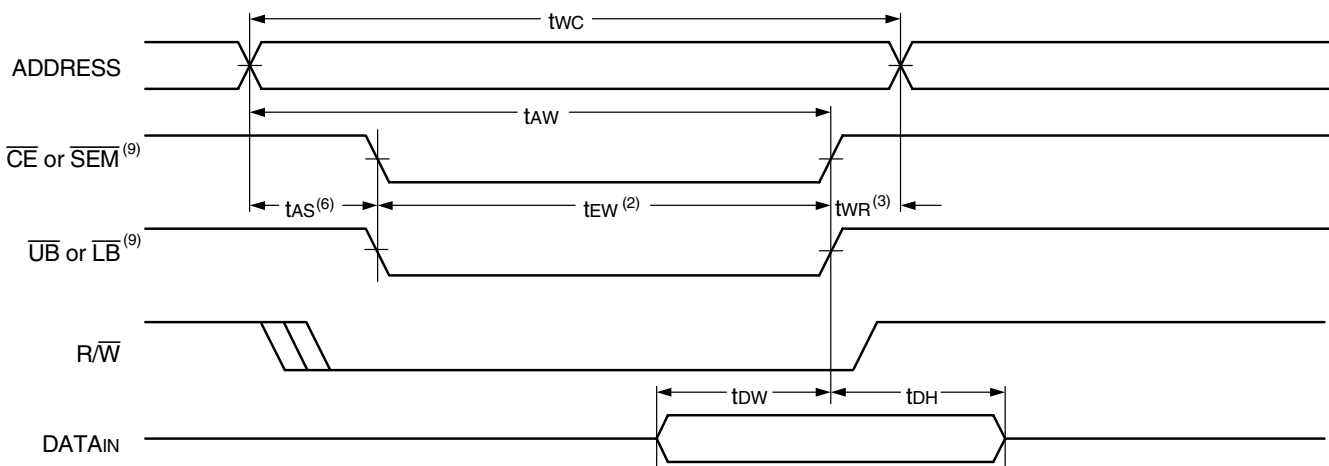 tWC
ADDRESS
tAW
CE or SEM(9)
tAS(6) tEW(2) tWR(3)
UB or LB(9)
R/W
tDW tDH
DATAIN